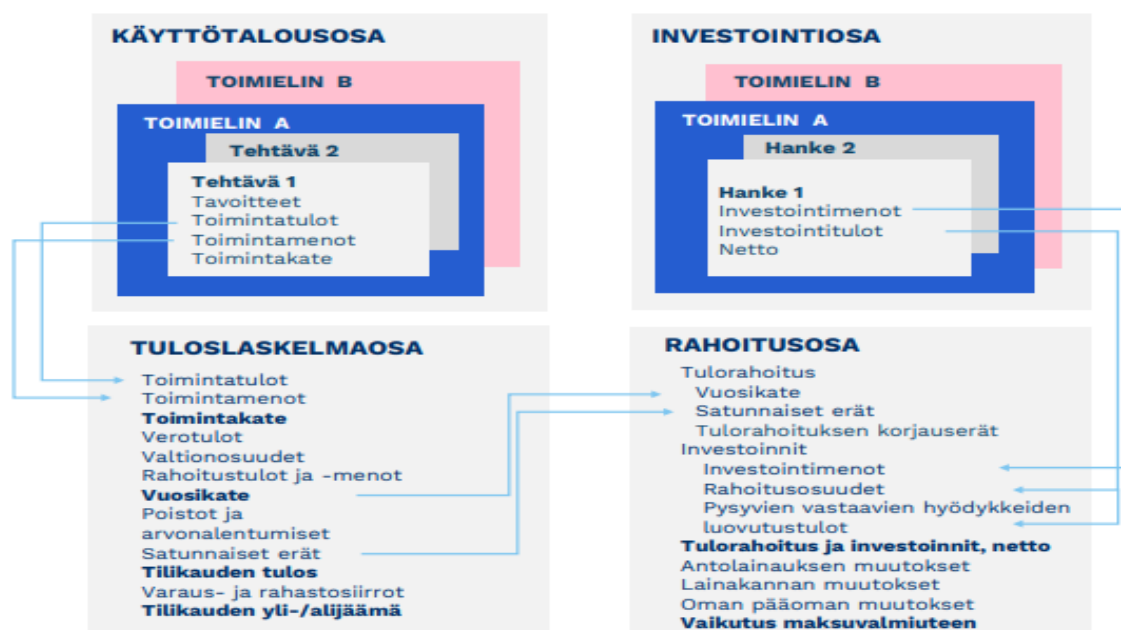 KÄYTTÖTALOUSOSA
TOIMIELIN B
TOIMIELIN A
Tehtävä 2
Tehtävä 1
Tavoitteet
Toimintatulot
Toimintamenot
Toimintakate
INVESTOINTIOSA
TOIMIELIN B
TOIMIELIN A
Hanke 2
Hanke 1
Investointimenot
Investointitulot
Netto
TULOSLASKELMAOSA
Toimintatulot
Toimintamenot
Toimintakate
Verotulot
Valtionosuudet
Rahoitustulot ja -menot
Vuosikate
Poistot ja
arvonalentumiset
Satunnaiset erät
Tilikauden tulos
Varaus- ja rahastosiirrot
Tilikauden yli-/alijäämä
RAHOITUSOSA
Tulorahoitus
Vuosikate
Satunnaiset erät
Tulorahoituksen korjauserät
Investoinnit
Investointimenot
Rahoitusosuudet
Pysyvien vastaavien hyödykkeiden
luovutustulot
Tulorahoitus ja investoinnit, netto
Antolainauksen muutokset
Lainakannan muutokset
Oman pääoman muutokset
Vaikutus maksuvalmiuteen